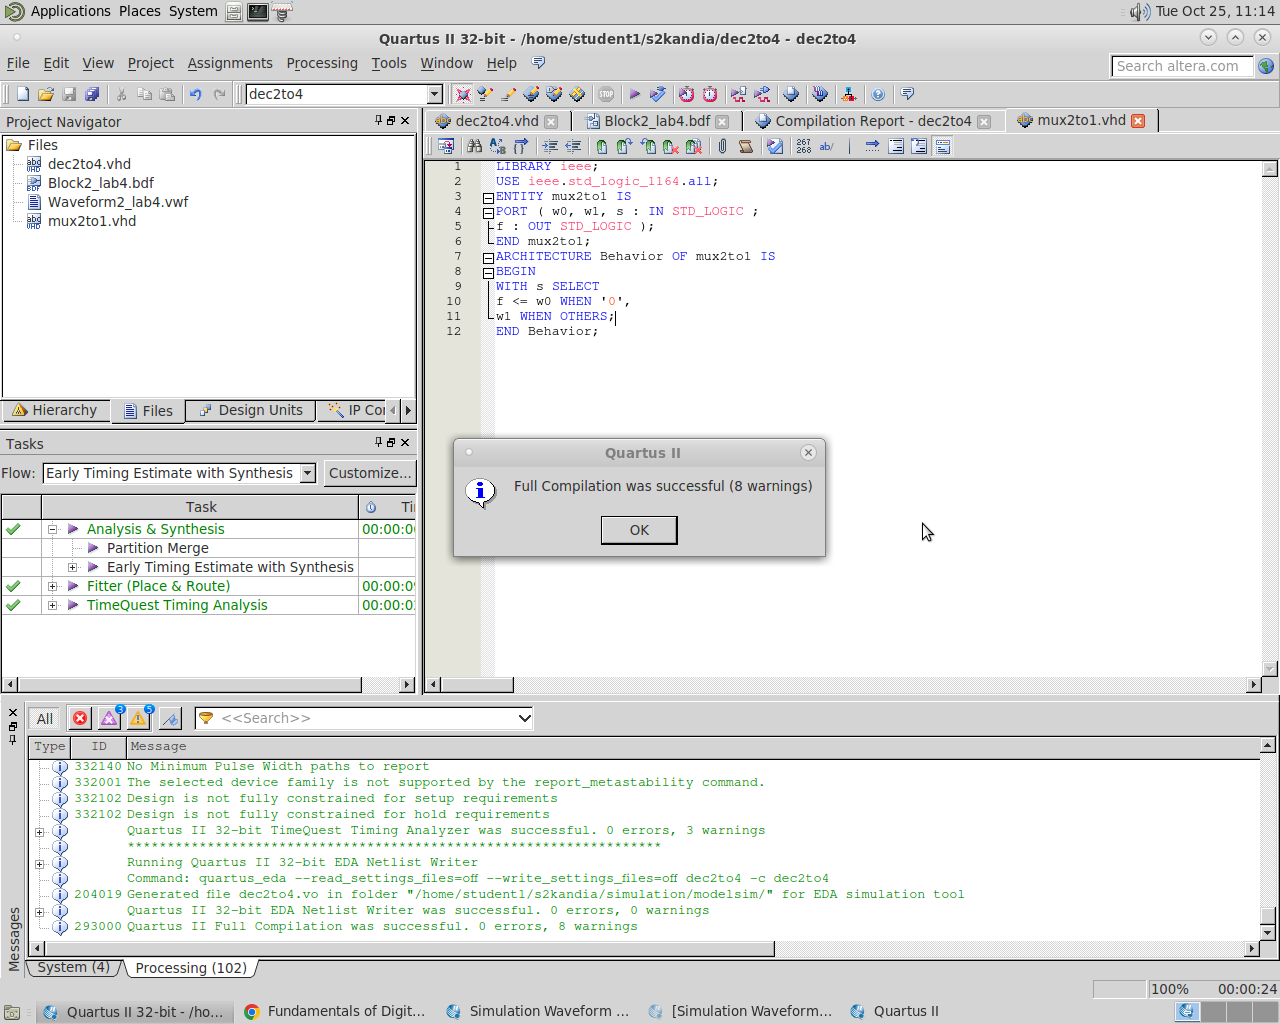 Applications Places System
Tue Oct 25, 11:14
Quartus II 32-bit - /home/student1/s2kandia/dec2to4 - dec2to4
File Edit View Project Assignments Processing Tools Window Help
Search altera.com
dec2to4
STOP
Project Navigator
Files
dec2to4.vhd
Block2_lab4.bdf
Waveform2_lab4.vwf
mux2to1.vhd
Hierarchy Files Design Units IP Co
Tasks
Flow: Early Timing Estimate with Synthesis Customize...
Task Ti
Analysis & Synthesis 00:00:0
Partition Merge
Early Timing Estimate with Synthesis
Fitter (Place & Route) 00:00:0
TimeQuest Timing Analysis 00:00:0
dec2to4.vhd Block2_lab4.bdf Compilation Report - dec2to4 mux2to1.vhd
267
268 ab/
1 LIBRARY ieee;
2 USE ieee.std_logic_1164.all;
3 ENTITY mux2to1 IS
4 PORT ( w0, w1, s : IN STD_LOGIC ;
5 f : OUT STD_LOGIC );
6 END mux2to1;
7 ARCHITECTURE Behavior OF mux2to1 IS
8 BEGIN
9 WITH s SELECT
10 f <= w0 WHEN '0',
11 w1 WHEN OTHERS;
12 END Behavior;
Quartus II
Full Compilation was successful (8 warnings)
OK
All 3 5 <<Search>>
Type ID Message
332140 No Minimum Pulse Width paths to report
332001 The selected device family is not supported by the report_metastability command.
332102 Design is not fully constrained for setup requirements
332102 Design is not fully constrained for hold requirements
Quartus II 32-bit TimeQuest Timing Analyzer was successful. 0 errors, 3 warnings
*******************************************************************
Running Quartus II 32-bit EDA Netlist Writer
Command: quartus_eda --read_settings_files=off --write_settings_files=off dec2to4 -c dec2to4
204019 Generated file dec2to4.vo in folder "/home/student1/s2kandia/simulation/modelsim/" for EDA simulation tool
Quartus II 32-bit EDA Netlist Writer was successful. 0 errors, 0 warnings
293000 Quartus II Full Compilation was successful. 0 errors, 8 warnings
Messages
System (4) Processing (102)
100% 00:00:24
Quartus II 32-bit - /ho... Fundamentals of Digit... Simulation Waveform ... [Simulation Waveform... Quartus II